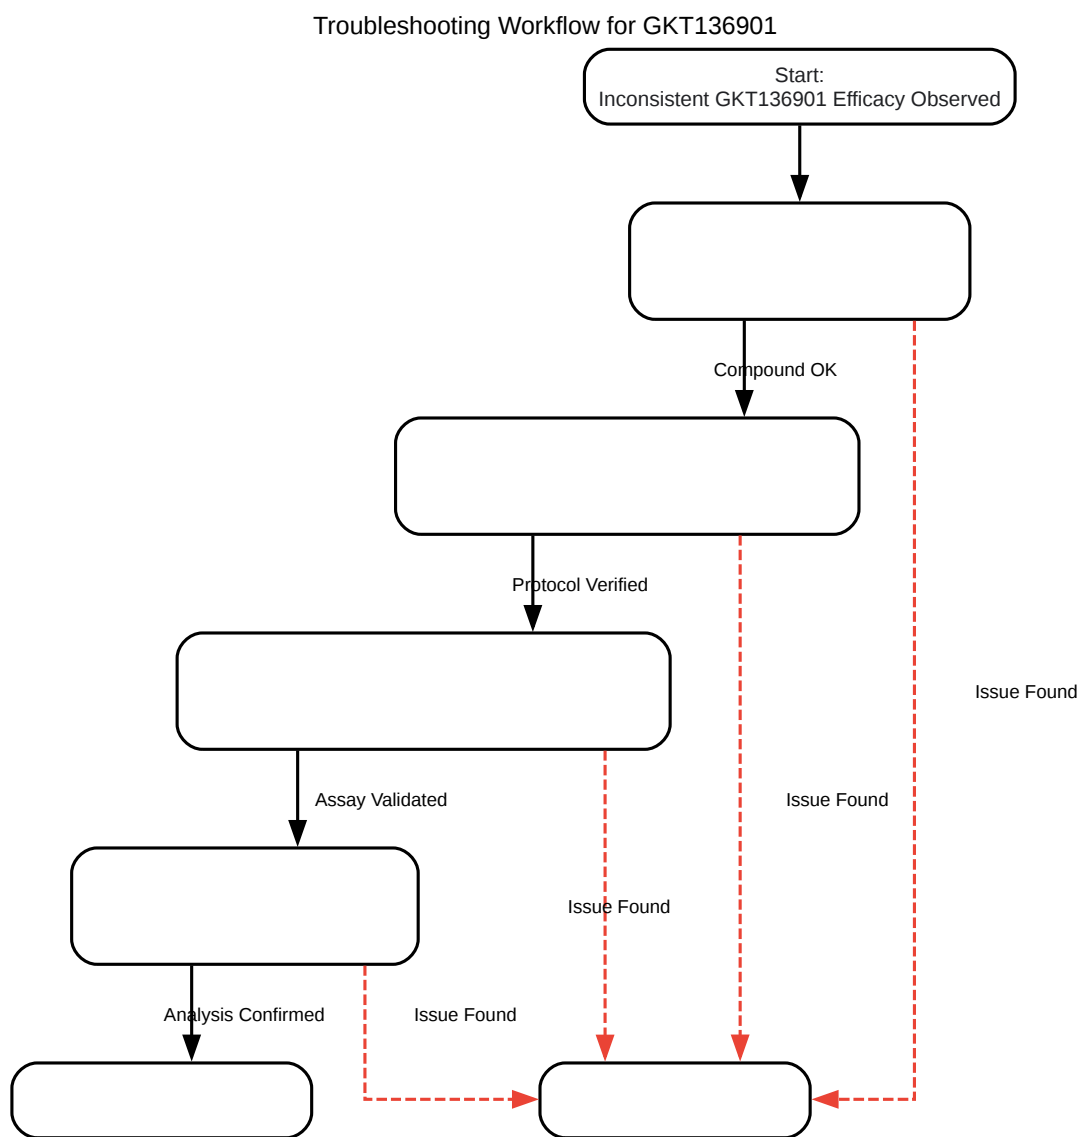 Troubleshooting Workflow for GKT136901
Start:
Inconsistent GKT136901 Efficacy Observed
Compound OK
Protocol Verified
Issue Found
Assay Validated
Issue Found
Issue Found
Analysis Confirmed
Issue Found